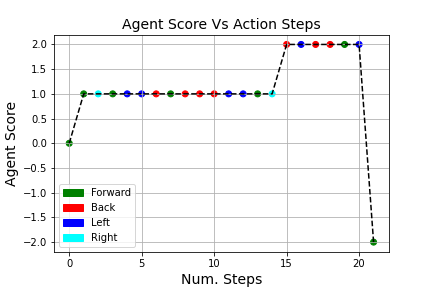 Agent Score Vs Action Steps
Agent Score
2.0
1.5
1.0
0.5
0.0
−0.5
−1.0
−1.5
−2.0
Forward
Back
Left
Right
0 5 10 15 20
Num. Steps